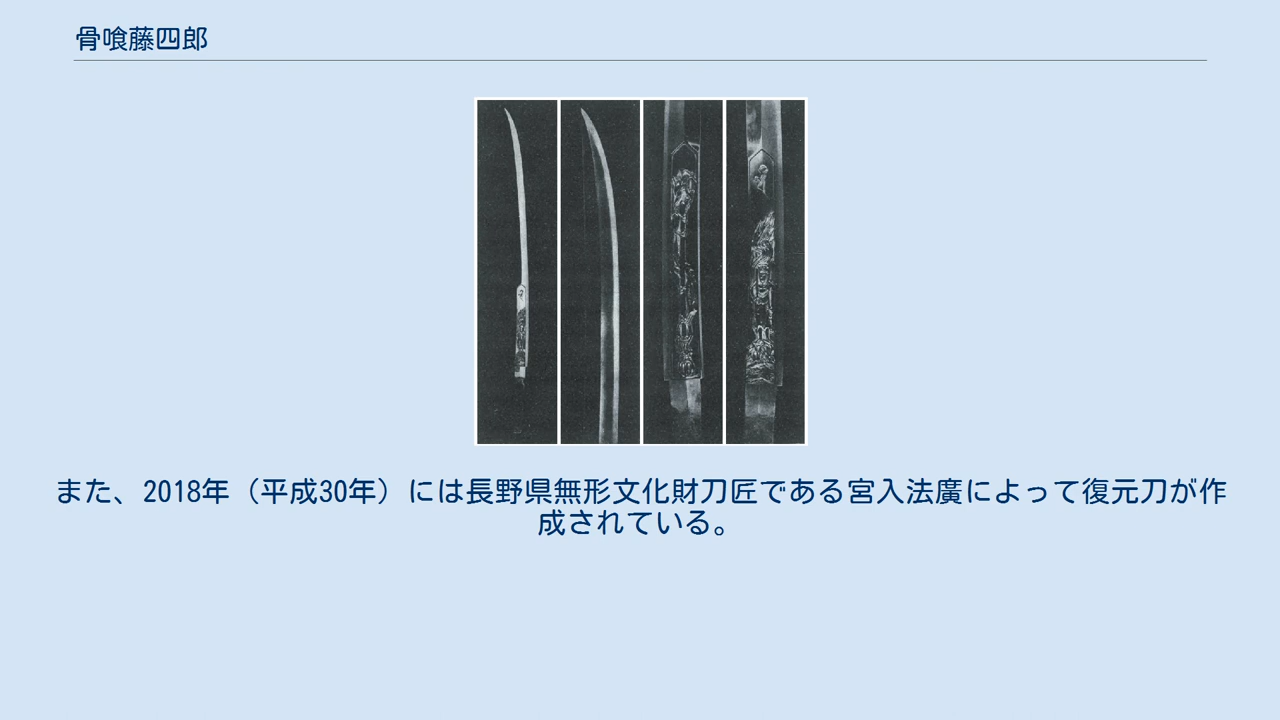 骨喰藤四郎
また、2018年（平成30年）には長野県無形文化財刀匠である宮入法廣によって復元刀が作
成されている。